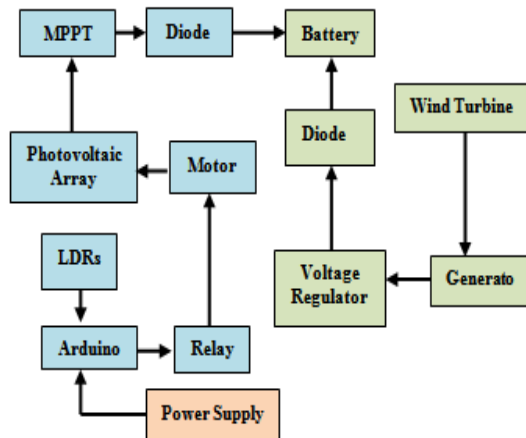 MPPT
Diode
Battery
Wind Turbine
Diode
Photovoltaic
Array
Motor
LDRs
Voltage
Regulator
Generato
Arduino
Relay
Power Supply